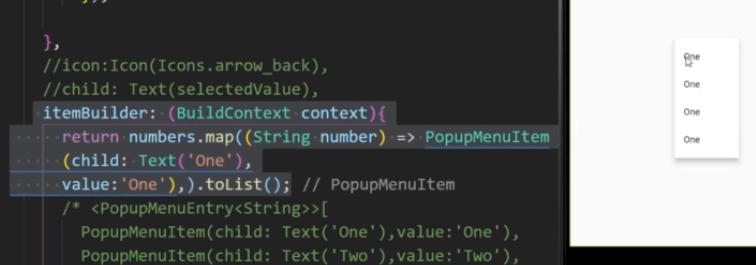 },
//icon:Icon(Icons.arrow_back),
//child: Text(selectedValue),
itemBuilder: (BuildContext context){
return numbers.map((String number) => PopupMenuItem
(child: Text('One'),
value:'One'),).toList(); // PopupMenuItem
/* <PopupMenuEntry<String>>[
PopupMenuItem(child: Text('One'),value:'One'),
PopupMenuItem(child: Text('Two'),value:'Two'),
One
One
One
One